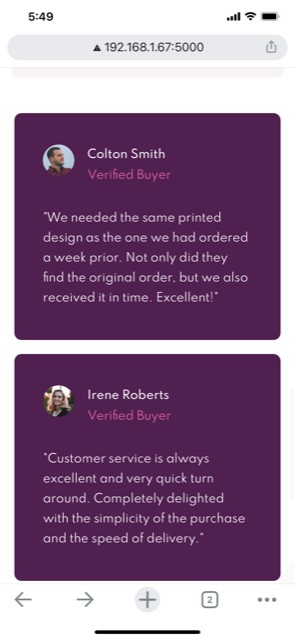 5:49
192.168.1.67:5000
Colton Smith
Verified Buyer
"We needed the same printed
design as the one we had ordered
a week prior. Not only did they
find the original order, but we also
received it in time. Excellent!"
Irene Roberts
Verified Buyer
"Customer service is always
excellent and very quick turn
around. Completely delighted
with the simplicity of the purchase
and the speed of delivery."
2